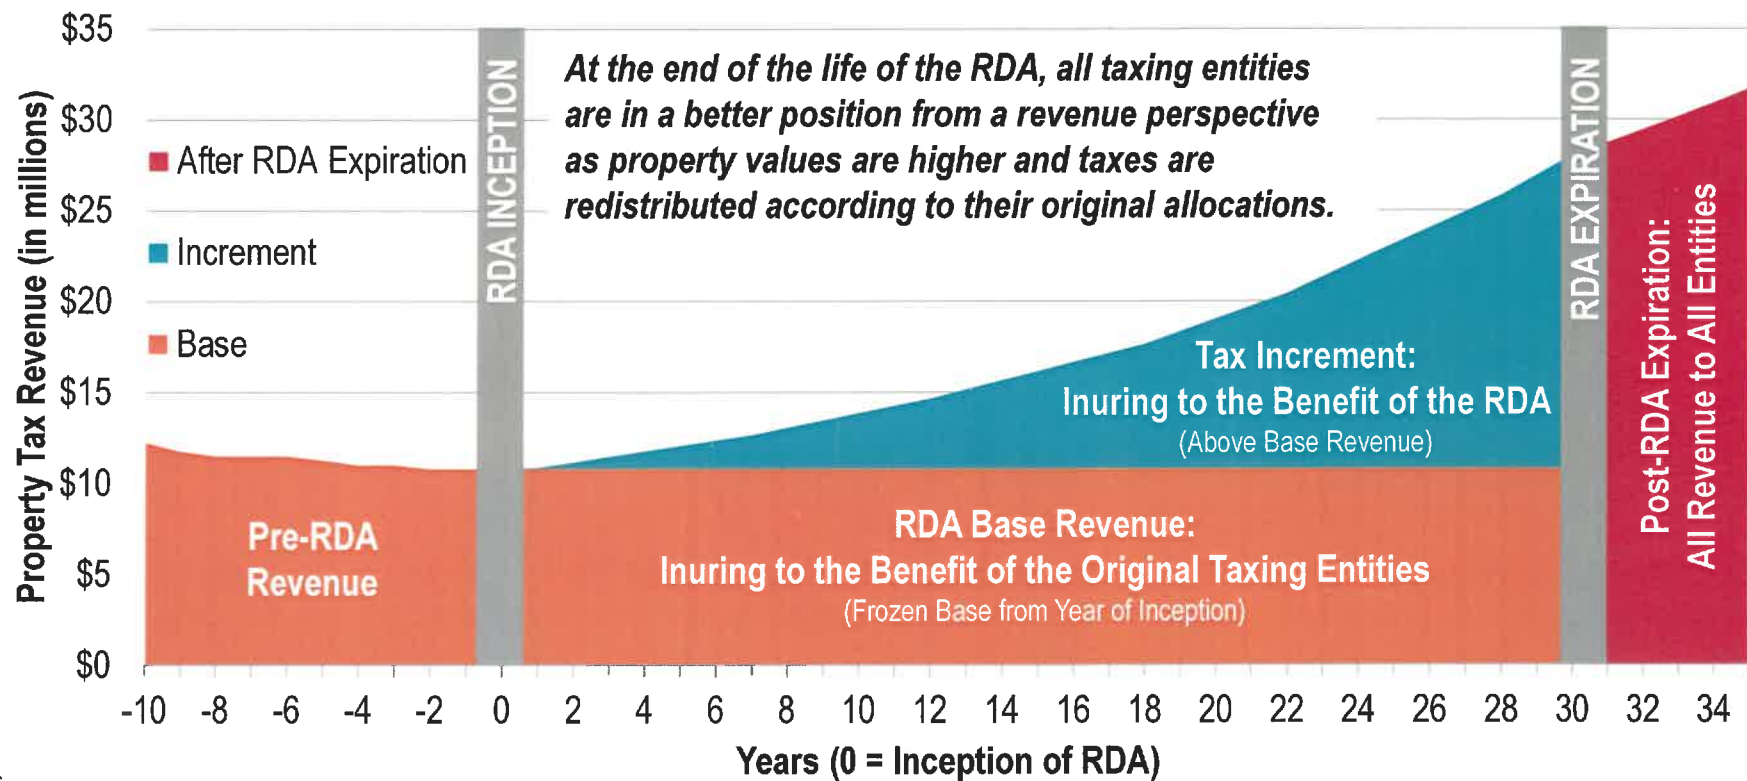 $35
$30
$25
$20
$15
$10
$5
$0
Property Tax Revenue (in millions)
After RDA Expiration
Increment
Base
RDA INCEPTION
At the end of the life of the RDA, all taxing entities
are in a better position from a revenue perspective
as property values are higher and taxes are
redistributed according to their original allocations.
RDA EXPIRATION
Pre-RDA
Revenue
Tax Increment:
Inuring to the Benefit of the RDA
(Above Base Revenue)
RDA Base Revenue:
Inuring to the Benefit of the Original Taxing Entities
(Frozen Base from Year of Inception)
Post-RDA Expiration:
All Revenue to All Entities
-10 -8 -6 -4 -2 0 2 4 6 8 10 12 14 16 18 20 22 24 26 28 30 32 34
Years (0 = Inception of RDA)